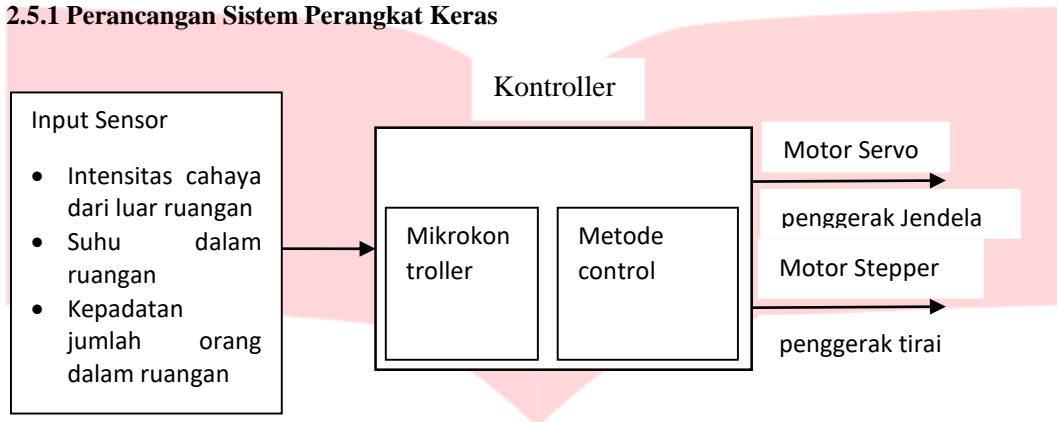 2.5.1 Perancangan Sistem Perangkat Keras
Kontroller
Input Sensor
• Intensitas cahaya
dari luar ruangan
• Suhu dalam
ruangan
• Kepadatan
jumlah orang
dalam ruangan
Mikrokon
troller
Metode
control
Motor Servo
penggerak Jendela
Motor Stepper
penggerak tirai